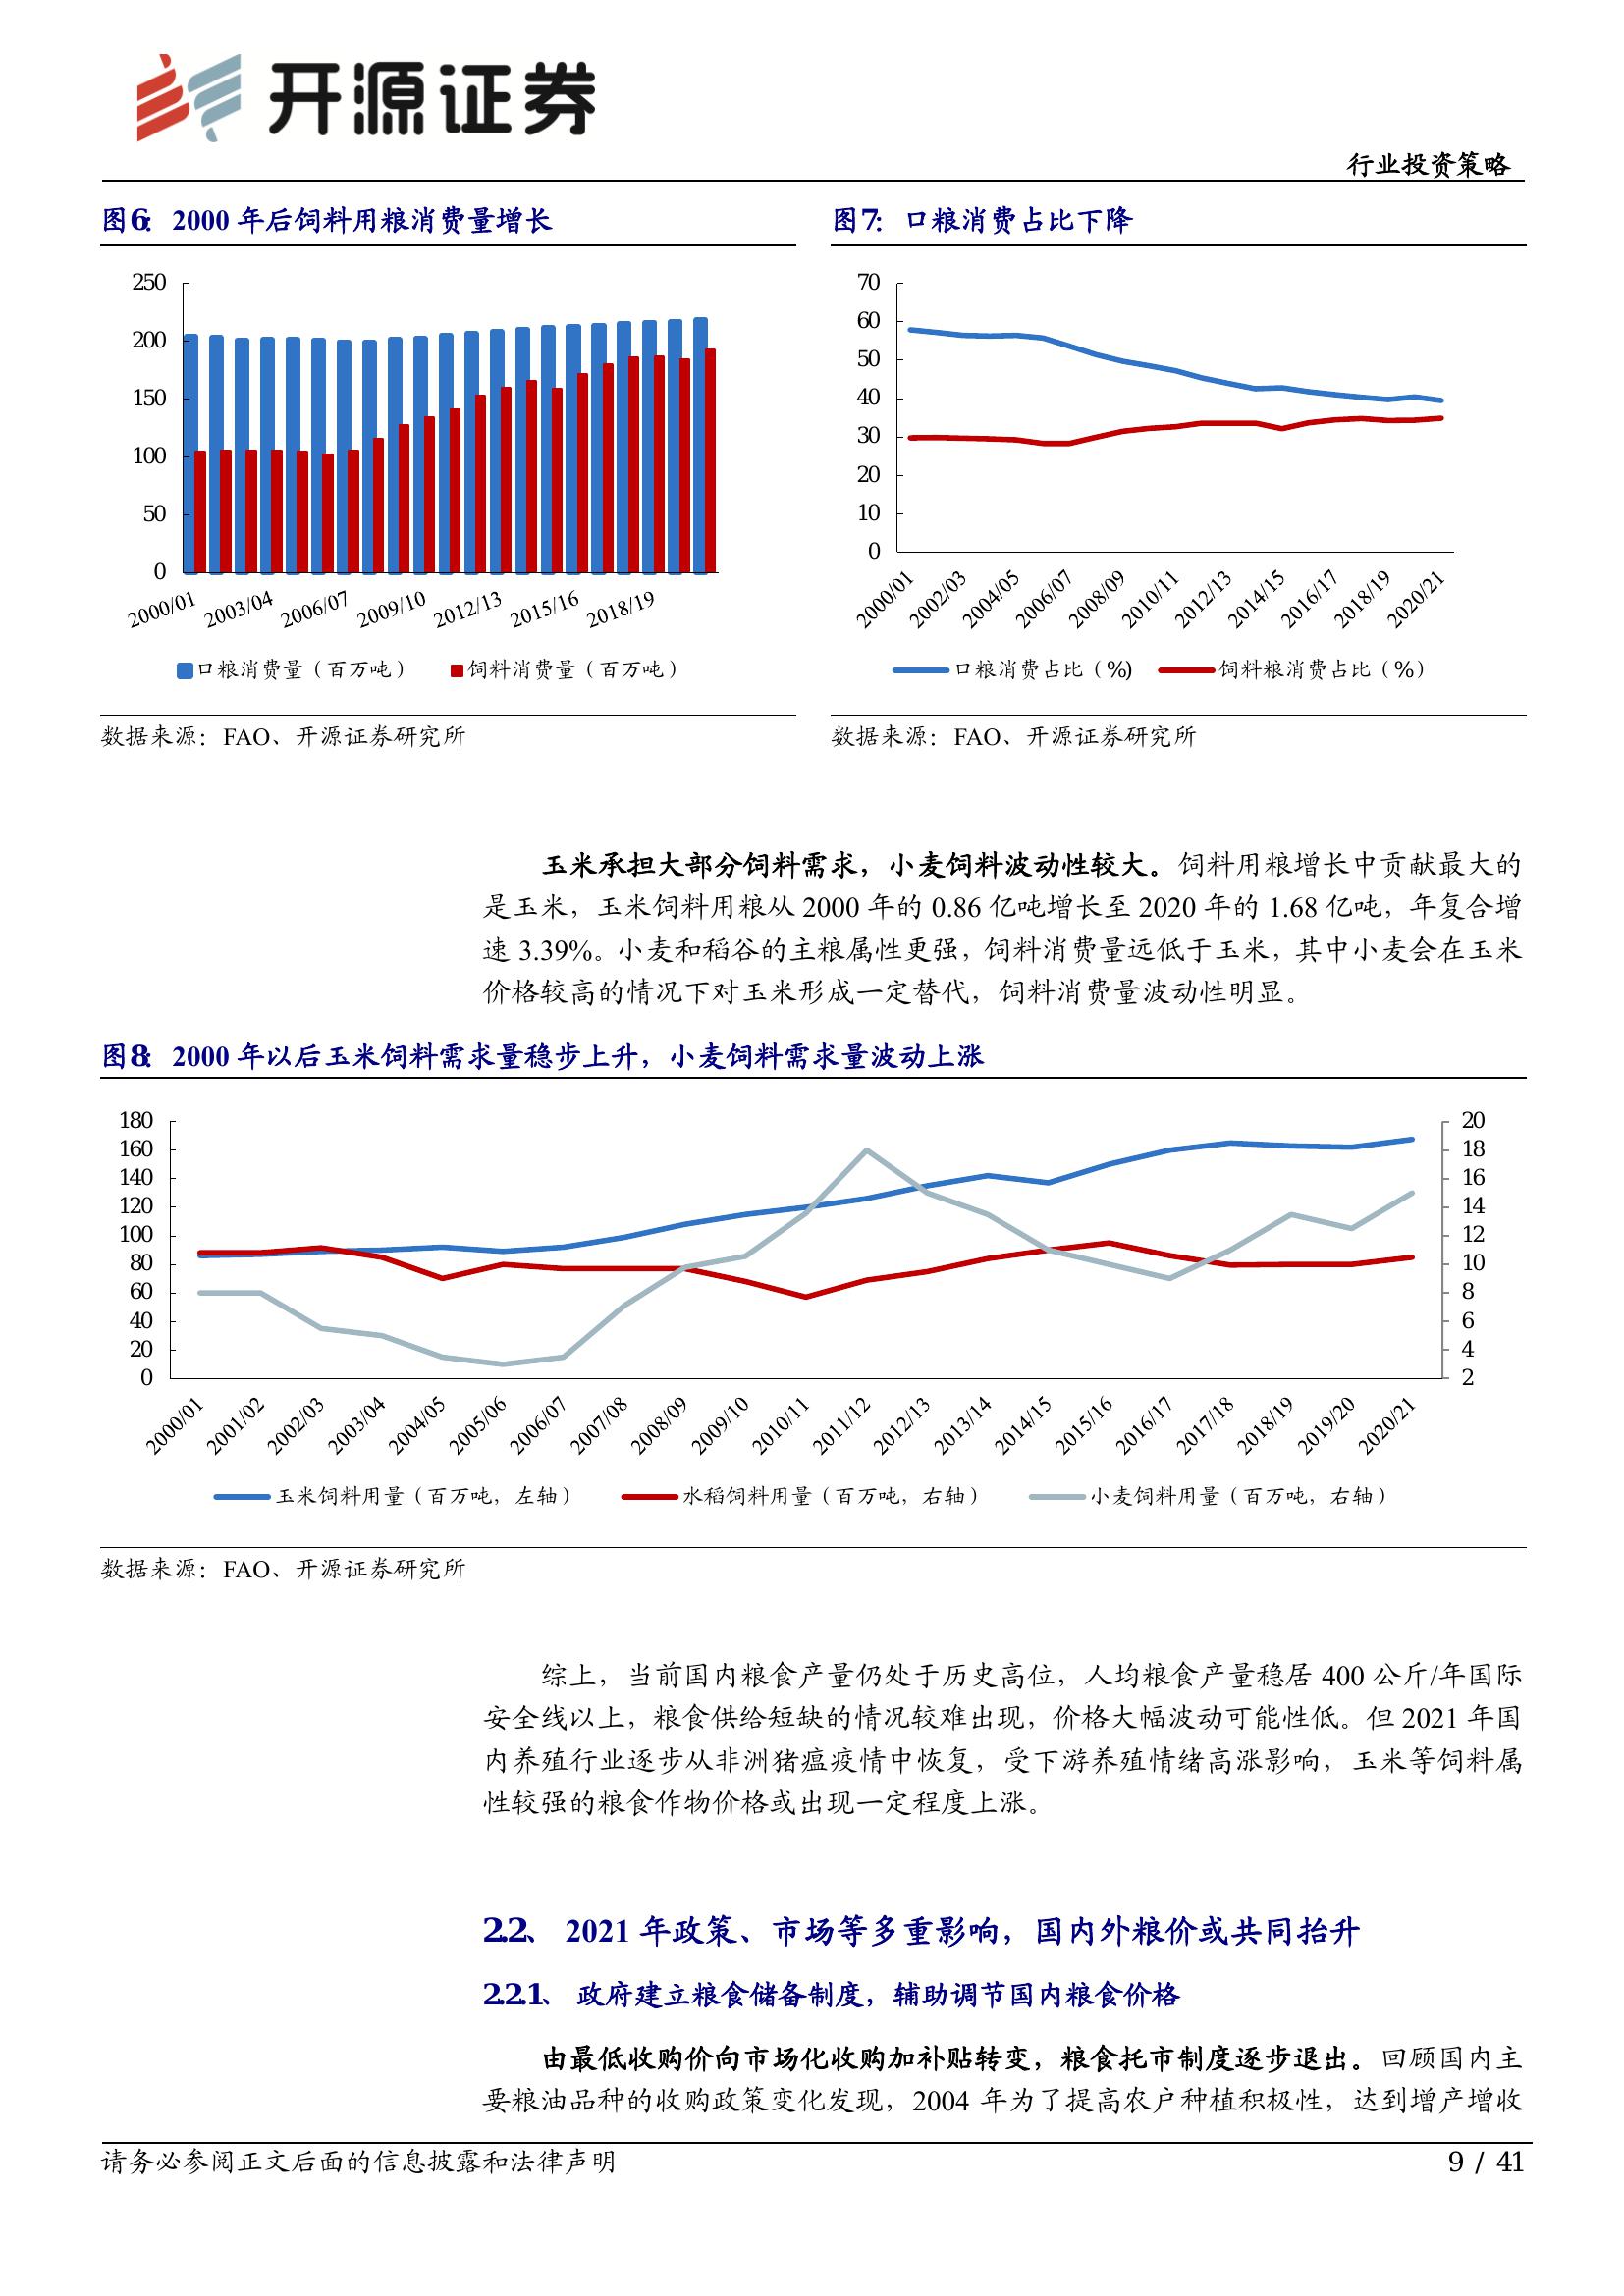 开源证券
行业投资策略
图6： 2000 年后饲料用粮消费量增长
250
200
150
100
50
0
2000/01 2003/04 2006/07 2009/10 2012/13 2015/16 2018/19
口粮消费量（百万吨） 饲料消费量（百万吨）
数据来源：FAO、开源证券研究所
图7： 口粮消费占比下降
70
60
50
40
30
20
10
0
2000/01 2002/03 2004/05 2006/07 2008/09 2010/11 2012/13 2014/15 2016/17 2018/19 2020/21
口粮消费占比（%） 饲料粮消费占比（%）
数据来源：FAO、开源证券研究所
玉米承担大部分饲料需求，小麦饲料波动性较大。饲料用粮增长中贡献最大的
是玉米，玉米饲料用粮从 2000 年的 0.86 亿吨增长至 2020 年的 1.68 亿吨，年复合增
速 3.39%。小麦和稻谷的主粮属性更强，饲料消费量远低于玉米，其中小麦会在玉米
价格较高的情况下对玉米形成一定替代，饲料消费量波动性明显。
图8： 2000 年以后玉米饲料需求量稳步上升，小麦饲料需求量波动上涨
180
160
140
120
100
80
60
40
20
0
20
18
16
14
12
10
8
6
4
2
2000/01 2001/02 2002/03 2003/04 2004/05 2005/06 2006/07 2007/08 2008/09 2009/10 2010/11 2011/12 2012/13 2013/14 2014/15 2015/16 2016/17 2017/18 2018/19 2019/20 2020/21
玉米饲料用量（百万吨，左轴） 水稻饲料用量（百万吨，右轴） 小麦饲料用量（百万吨，右轴）
数据来源：FAO、开源证券研究所
综上，当前国内粮食产量仍处于历史高位，人均粮食产量稳居 400 公斤/年国际
安全线以上，粮食供给短缺的情况较难出现，价格大幅波动可能性低。但 2021 年国
内养殖行业逐步从非洲猪瘟疫情中恢复，受下游养殖情绪高涨影响，玉米等饲料属
性较强的粮食作物价格或出现一定程度上涨。
2.2、 2021 年政策、市场等多重影响，国内外粮价或共同抬升
2.2.1、 政府建立粮食储备制度，辅助调节国内粮食价格
由最低收购价向市场化收购加补贴转变，粮食托市制度逐步退出。回顾国内主
要粮油品种的收购政策变化发现，2004 年为了提高农户种植积极性，达到增产增收
请务必参阅正文后面的信息披露和法律声明
9 / 41